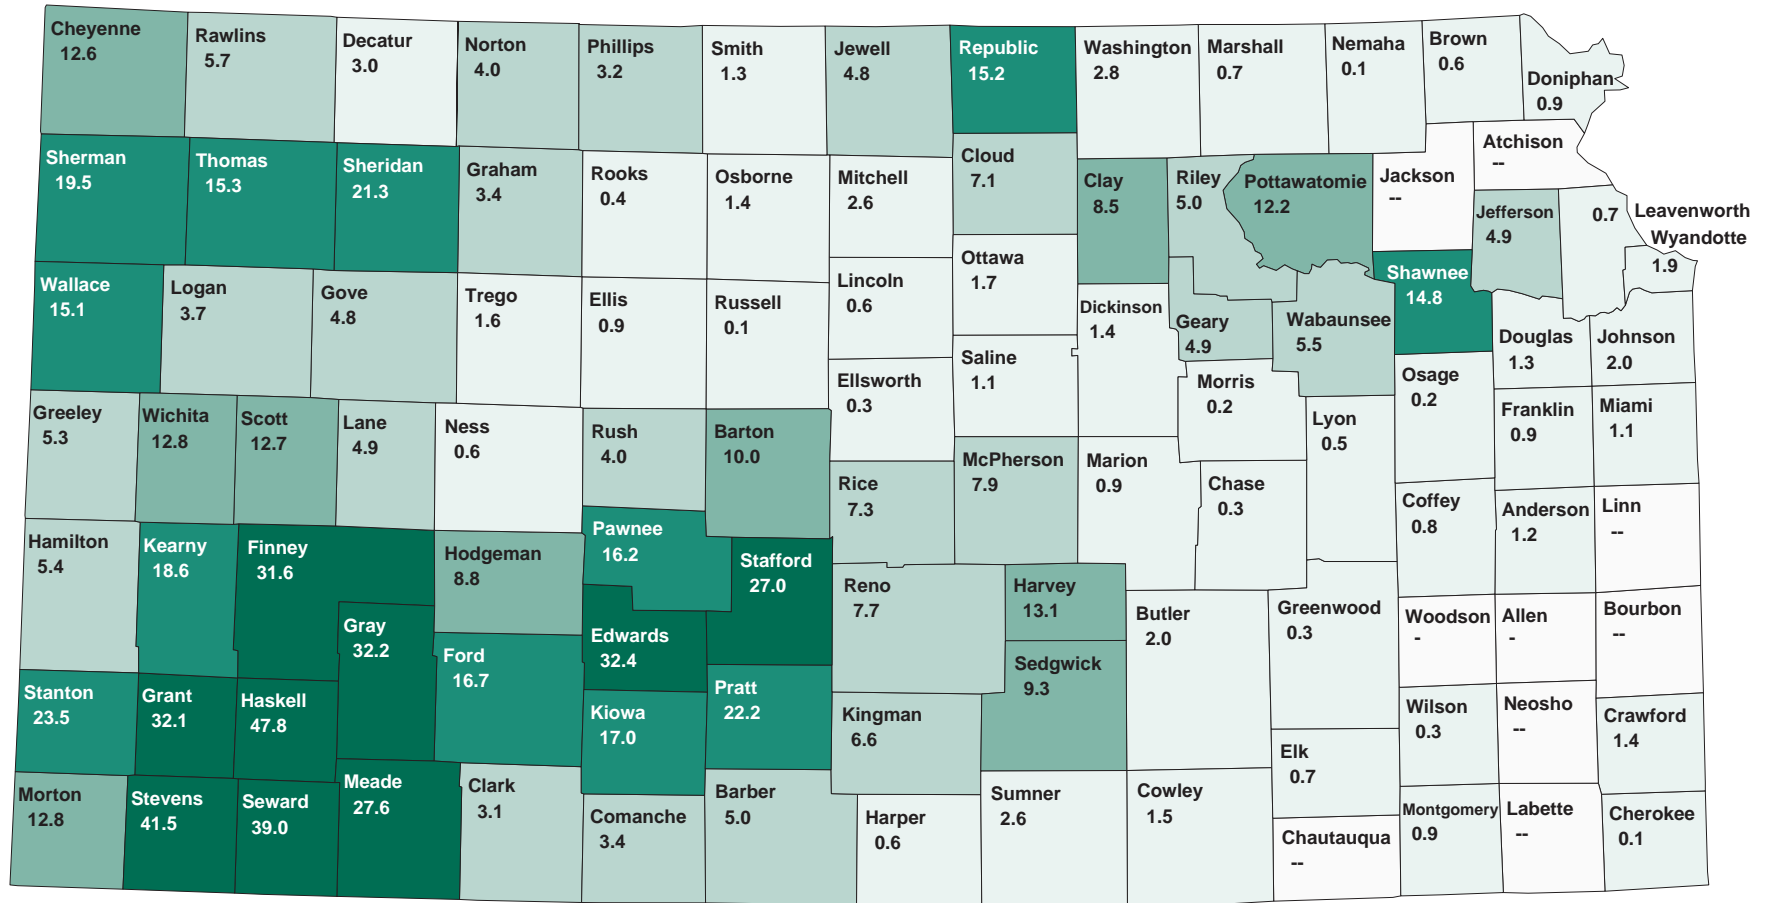 Cheyenne
12.6
Rawlins
5.7
Decatur
3.0
Norton
4.0
Phillips
3.2
Smith
1.3
Jewell
4.8
Republic
15.2
Washington
2.8
Marshall
0.7
Nemaha
0.1
Brown
0.6
Doniphan
0.9
Sherman
19.5
Thomas
15.3
Sheridan
21.3
Graham
3.4
Rooks
0.4
Osborne
1.4
Mitchell
2.6
Cloud
7.1
Clay
8.5
Riley
5.0
Pottawatomie
12.2
Jackson
--
Atchison
--
Jefferson
4.9
0.7
Leavenworth
Wyandotte
1.9
Wallace
15.1
Logan
3.7
Gove
4.8
Trego
1.6
Ellis
0.9
Russell
0.1
Lincoln
0.6
Ottawa
1.7
Dickinson
1.4
Geary
4.9
Wabaunsee
5.5
Shawnee
14.8
Douglas
1.3
Johnson
2.0
Ellsworth
0.3
Saline
1.1
Morris
0.2
Osage
0.2
Greeley
5.3
Wichita
12.8
Scott
12.7
Lane
4.9
Ness
0.6
Rush
4.0
Barton
10.0
Rice
7.3
McPherson
7.9
Marion
0.9
Chase
0.3
Lyon
0.5
Franklin
0.9
Miami
1.1
Coffey
0.8
Anderson
1.2
Linn
--
Hamilton
5.4
Kearny
18.6
Finney
31.6
Hodgeman
8.8
Pawnee
16.2
Stafford
27.0
Gray
32.2
Edwards
32.4
Reno
7.7
Harvey
13.1
Butler
2.0
Greenwood
0.3
Woodson
-
Allen
-
Bourbon
--
Stanton
23.5
Grant
32.1
Haskell
47.8
Ford
16.7
Kiowa
17.0
Pratt
22.2
Kingman
6.6
Sedgwick
9.3
Elk
0.7
Wilson
0.3
Neosho
--
Crawford
1.4
Morton
12.8
Stevens
41.5
Seward
39.0
Meade
27.6
Clark
3.1
Comanche
3.4
Barber
5.0
Harper
0.6
Sumner
2.6
Cowley
1.5
Chautauqua
--
Montgomery
0.9
Labette
--
Cherokee
0.1